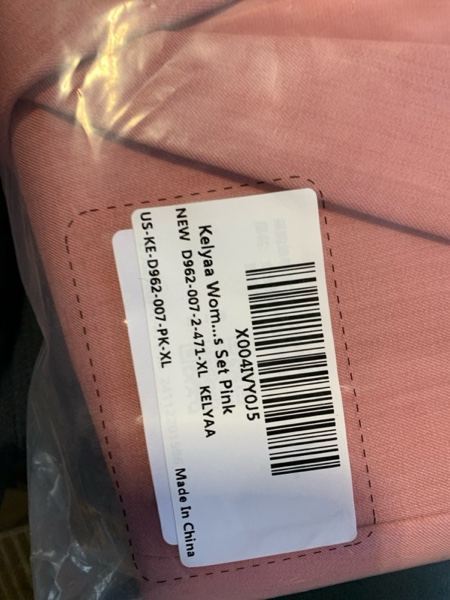 X004IVY0J5
Kelyaa Wom...s Set Pink
NEW D962-007-2-471-XL KELYAA
US-KE-D962-007-PK-XL
Made In China